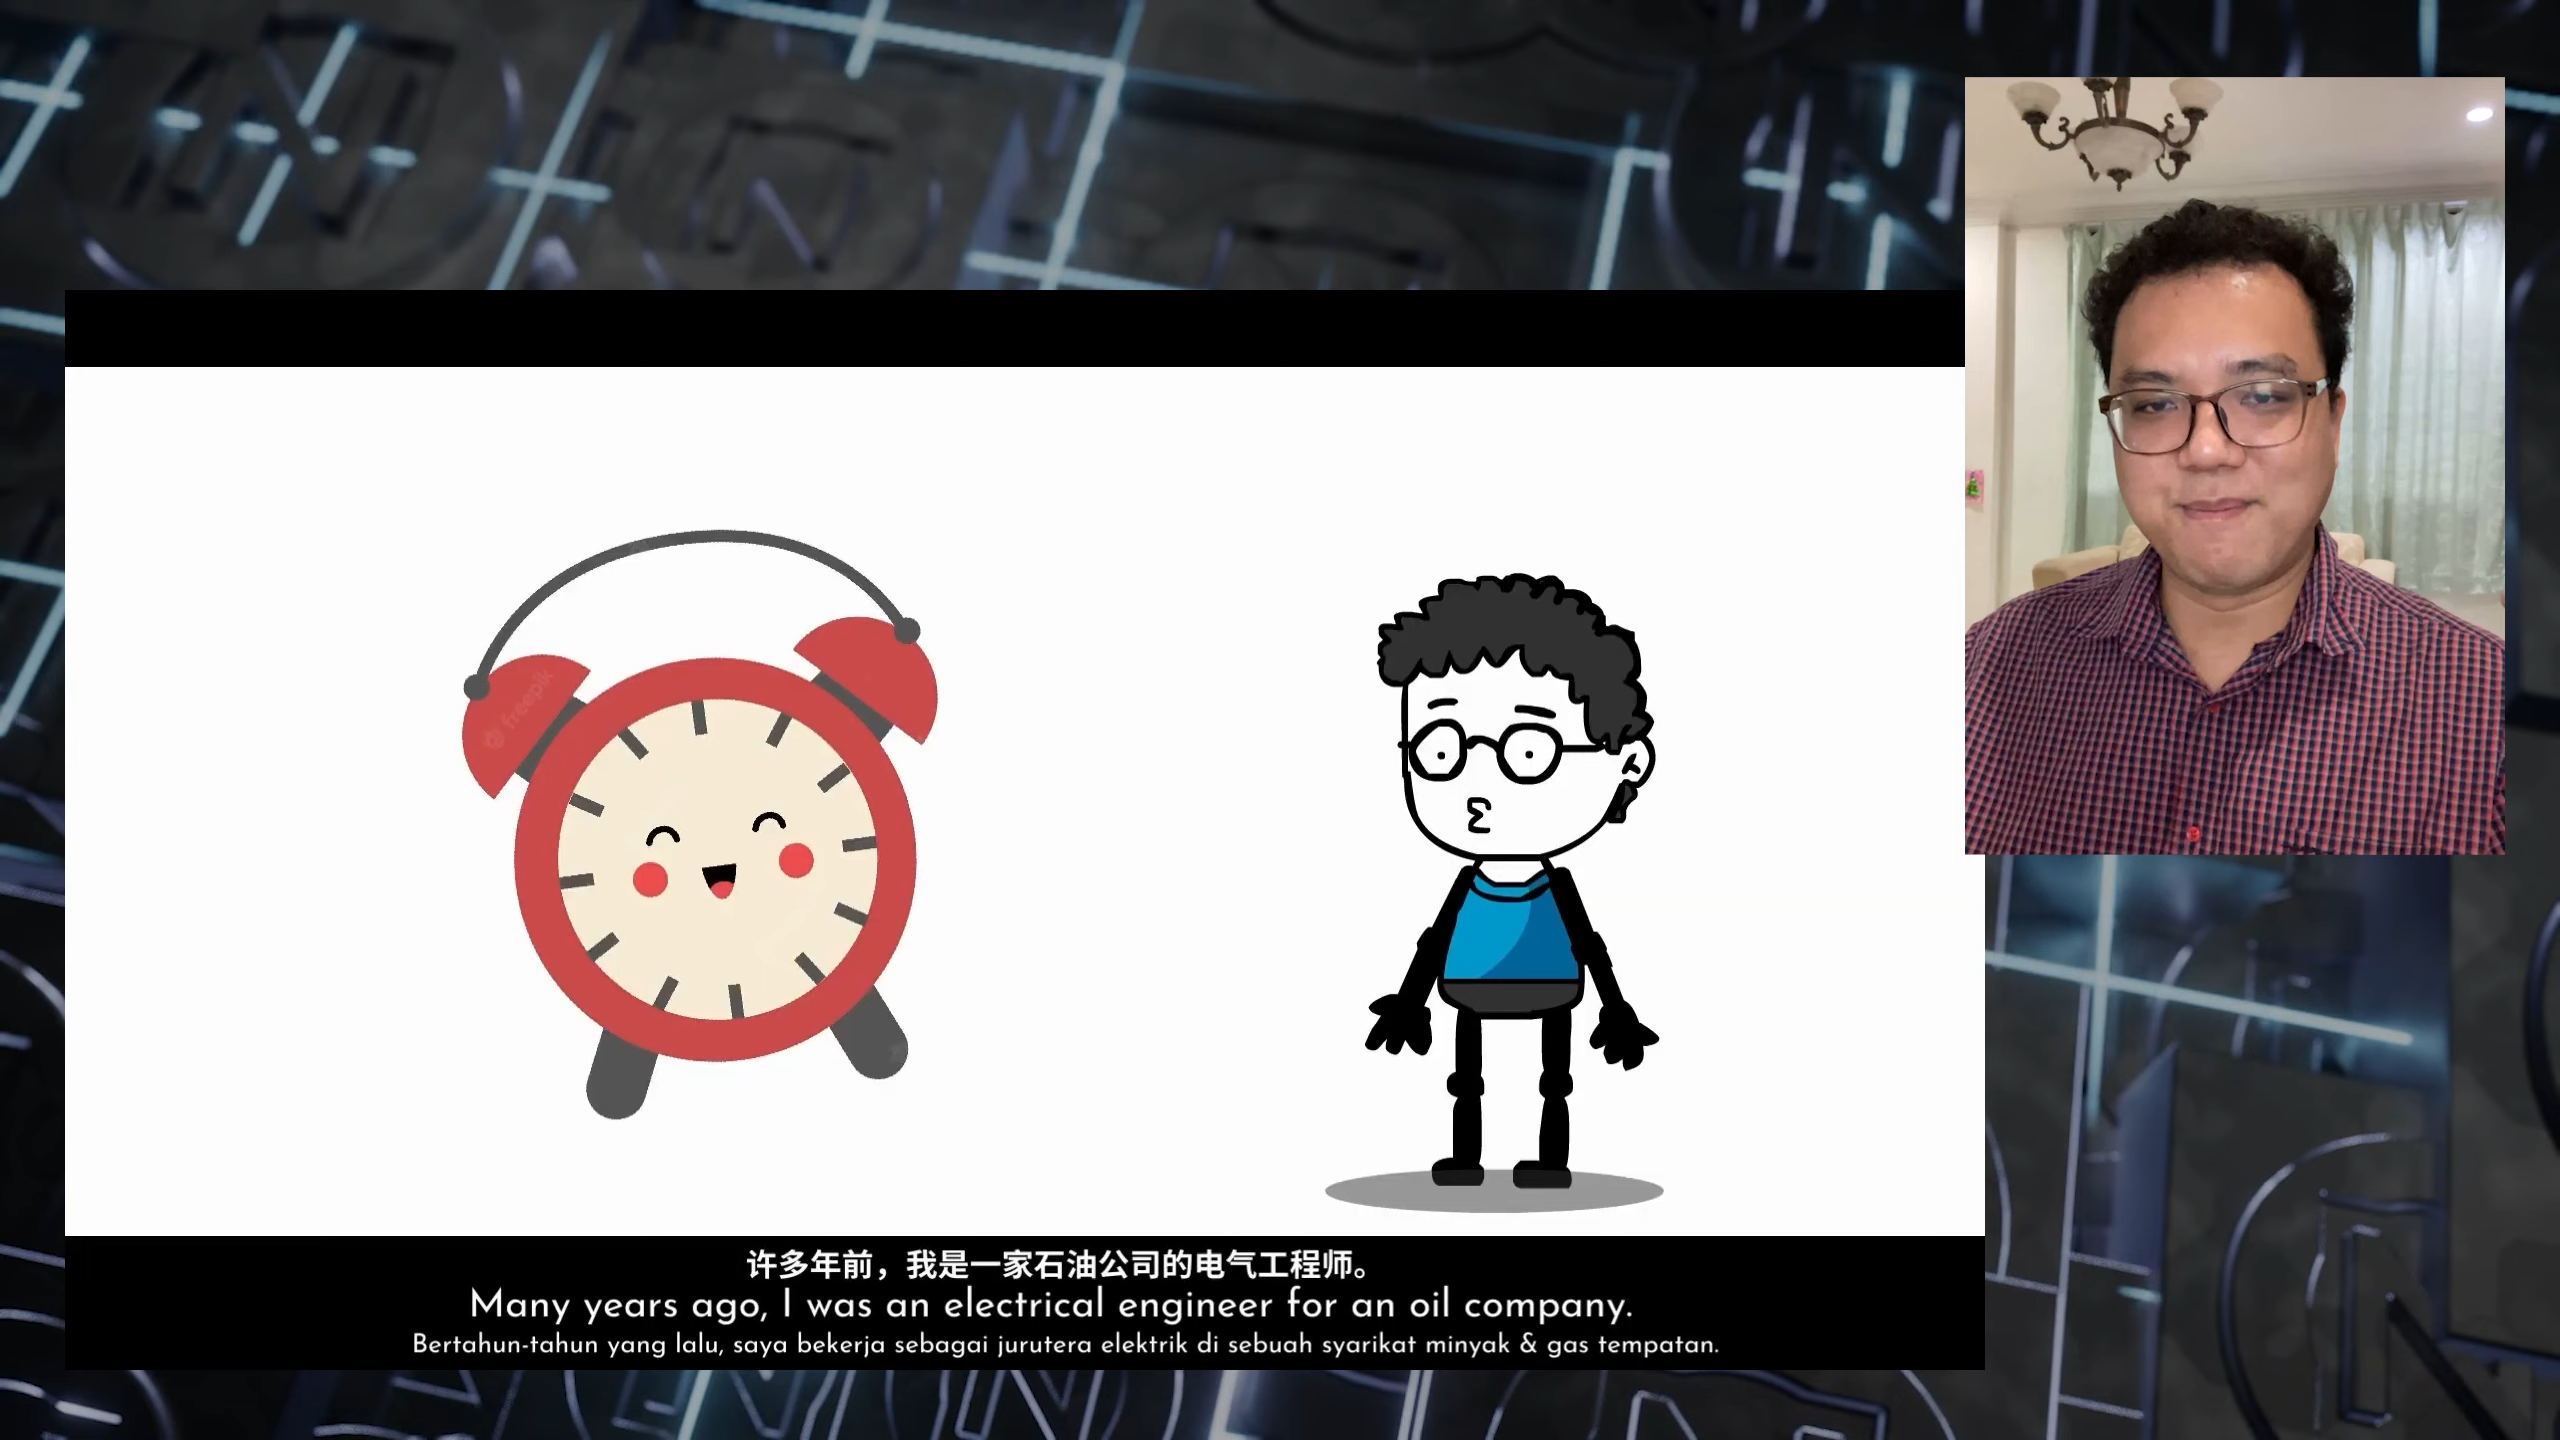 freepik
许多年前，我是一家石油公司的电气工程师。
Many years ago, I was an electrical engineer for an oil company.
Bertahun-tahun yang lalu, saya bekerja sebagai jurutera elektrik di sebuah syarikat minyak & gas tempatan.